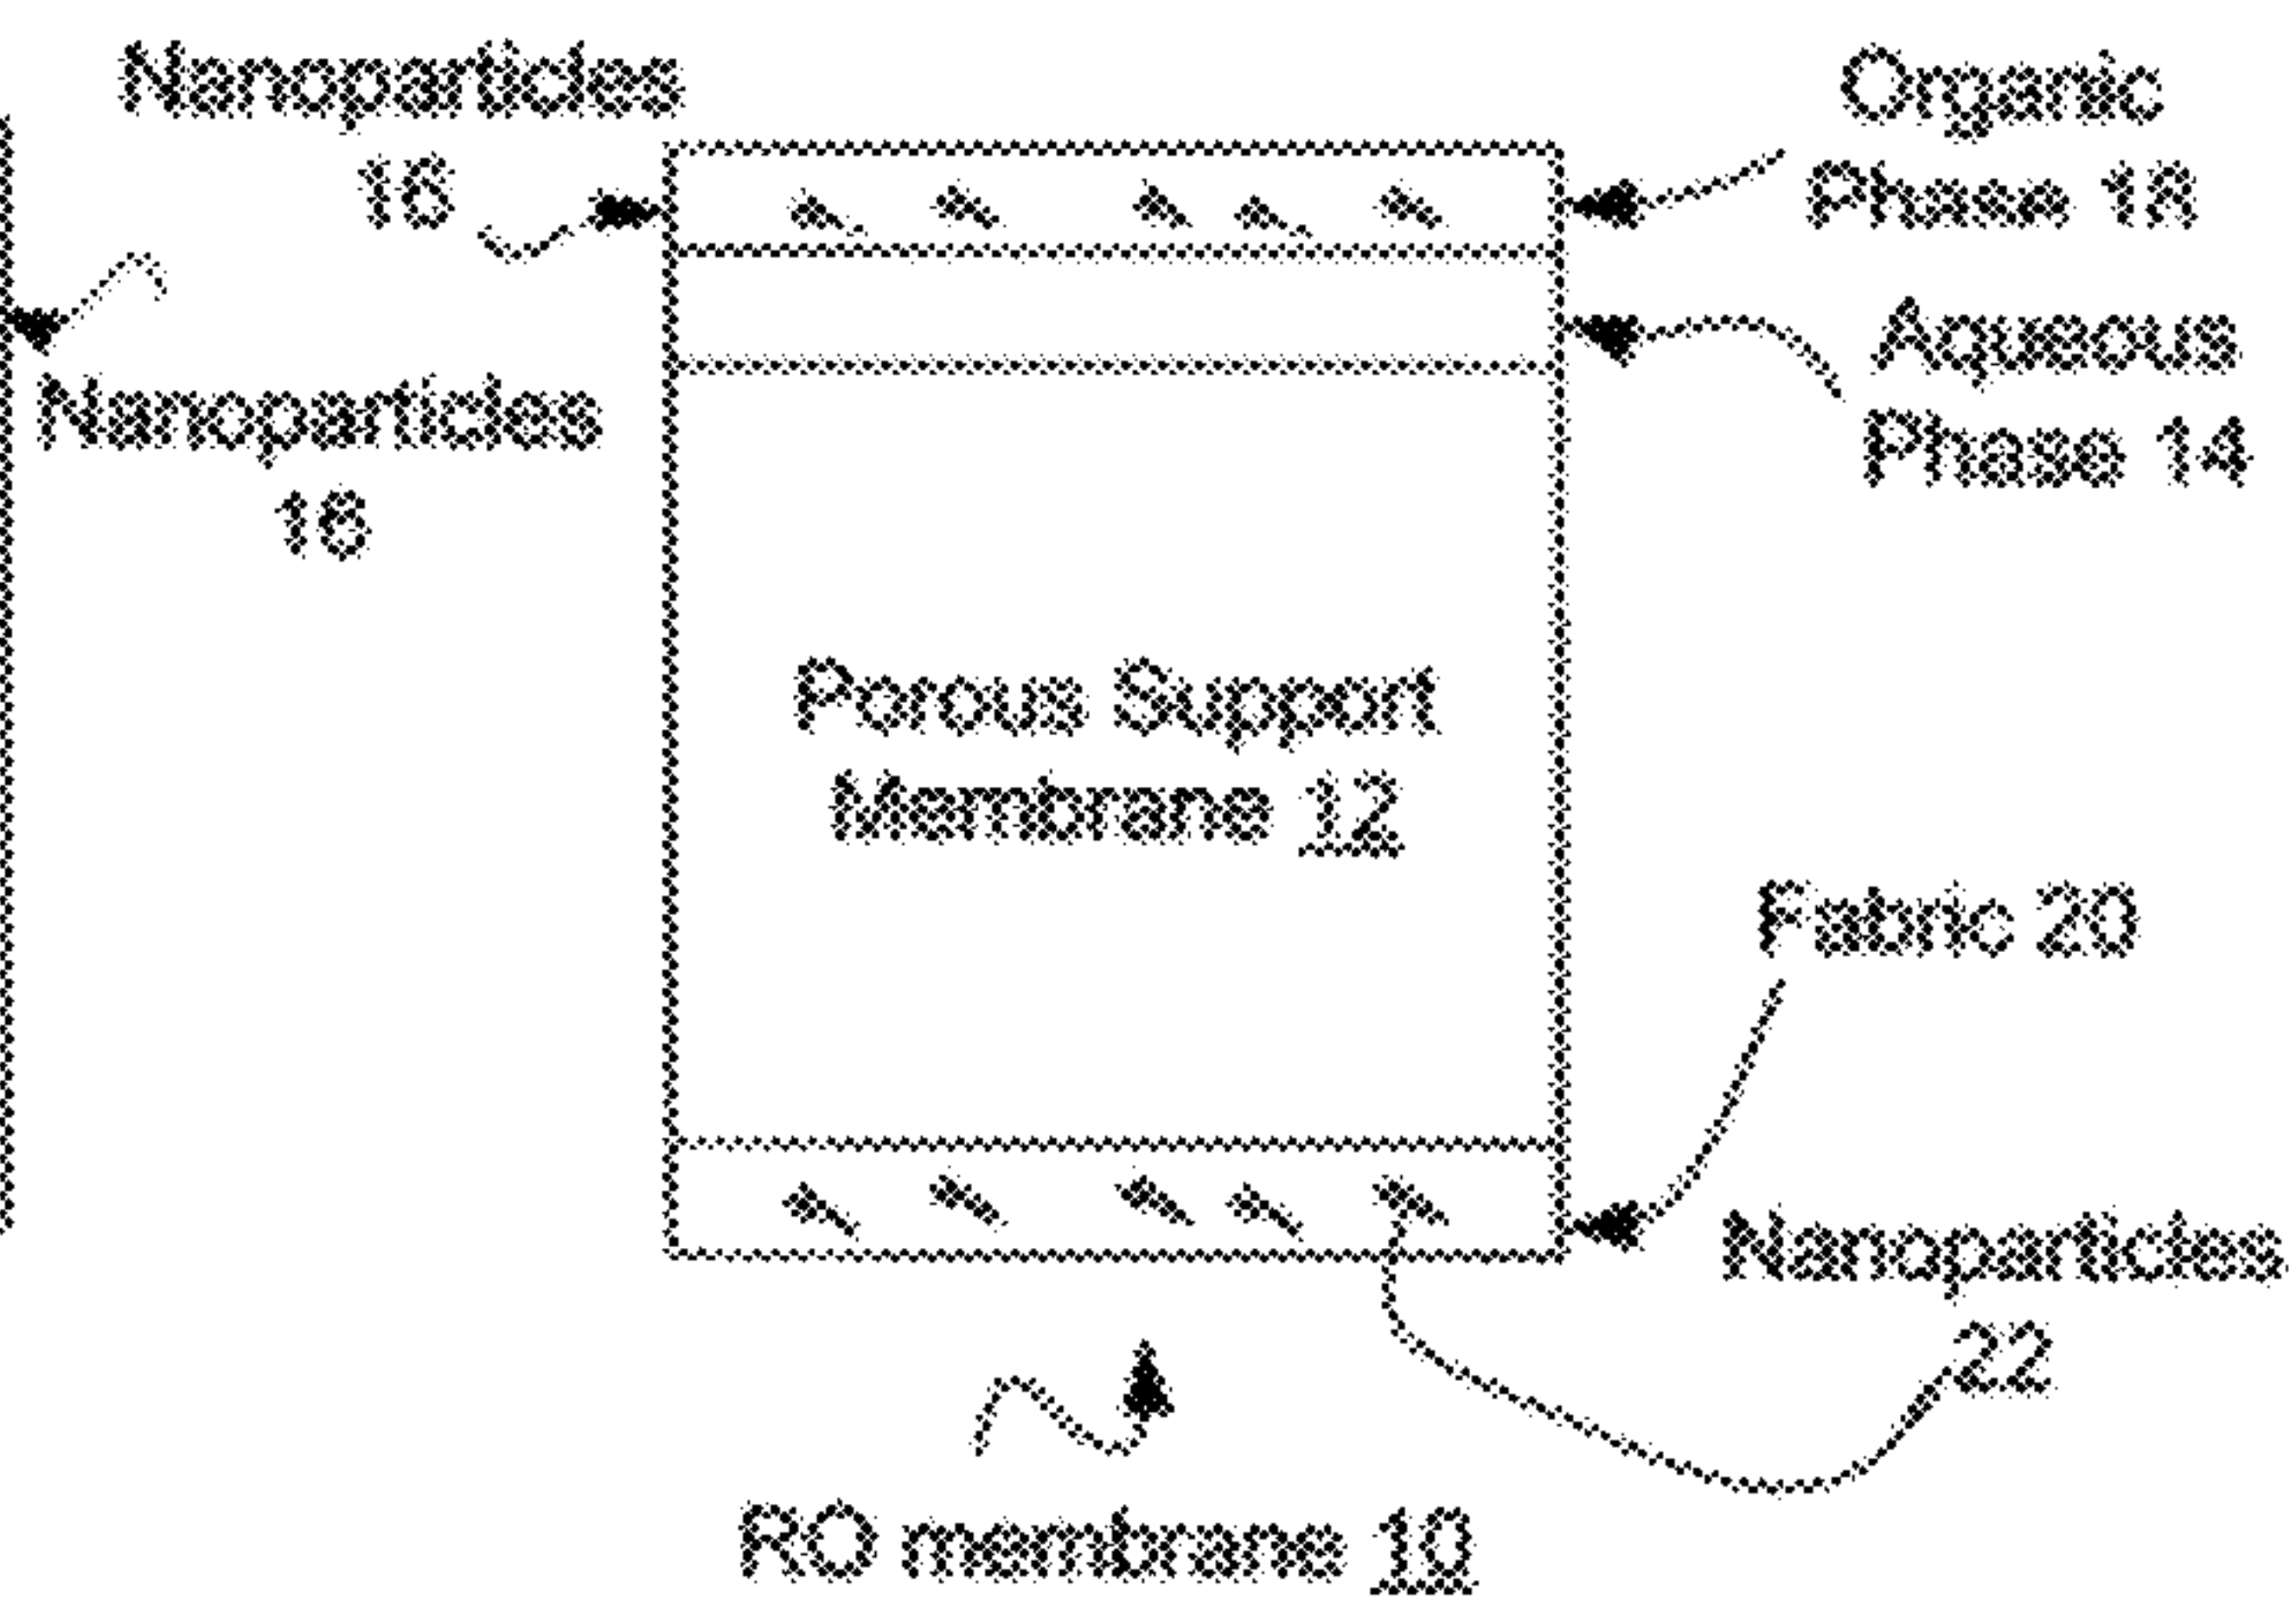 Nanoparticles
16
Organic
Phase 18
Aqueous
Phase 14
Nanoparticles
16
Porous Support
Membrane 12
Fabric 20
Nanoparticles
22
RO membrane 10